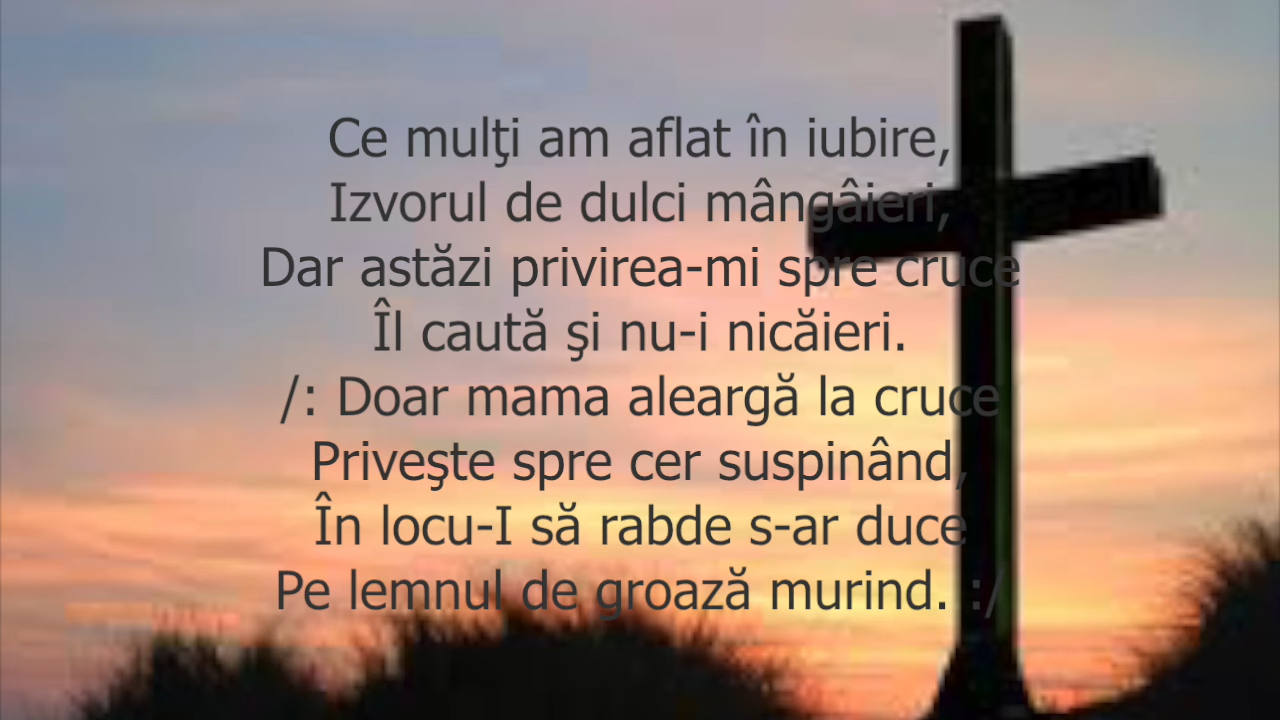 Ce mulţi am aflat în iubire,
Izvorul de dulci mângâieri,
Dar astăzi privirea-mi spre cruce
Îl caută şi nu-i nicăieri.
/: Doar mama aleargă la cruce
Priveşte spre cer suspinând,
În locu-I să rabde s-ar duce
Pe lemnul de groază murind. :/